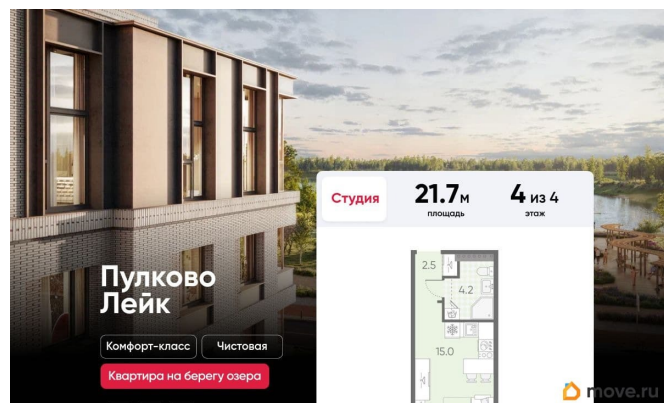 Студия
21.7м
площадь
4 из 4
этаж
2.5
4.2
15.0
Пулково
Лейк
Комфорт-класс
Чистовая
Квартира на берегу озера
move.ru